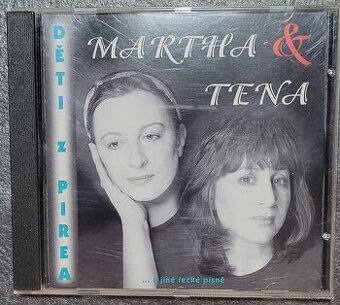 DĚTI Z PIREA
MARTHA &
TENA
... a jiné řecké písně